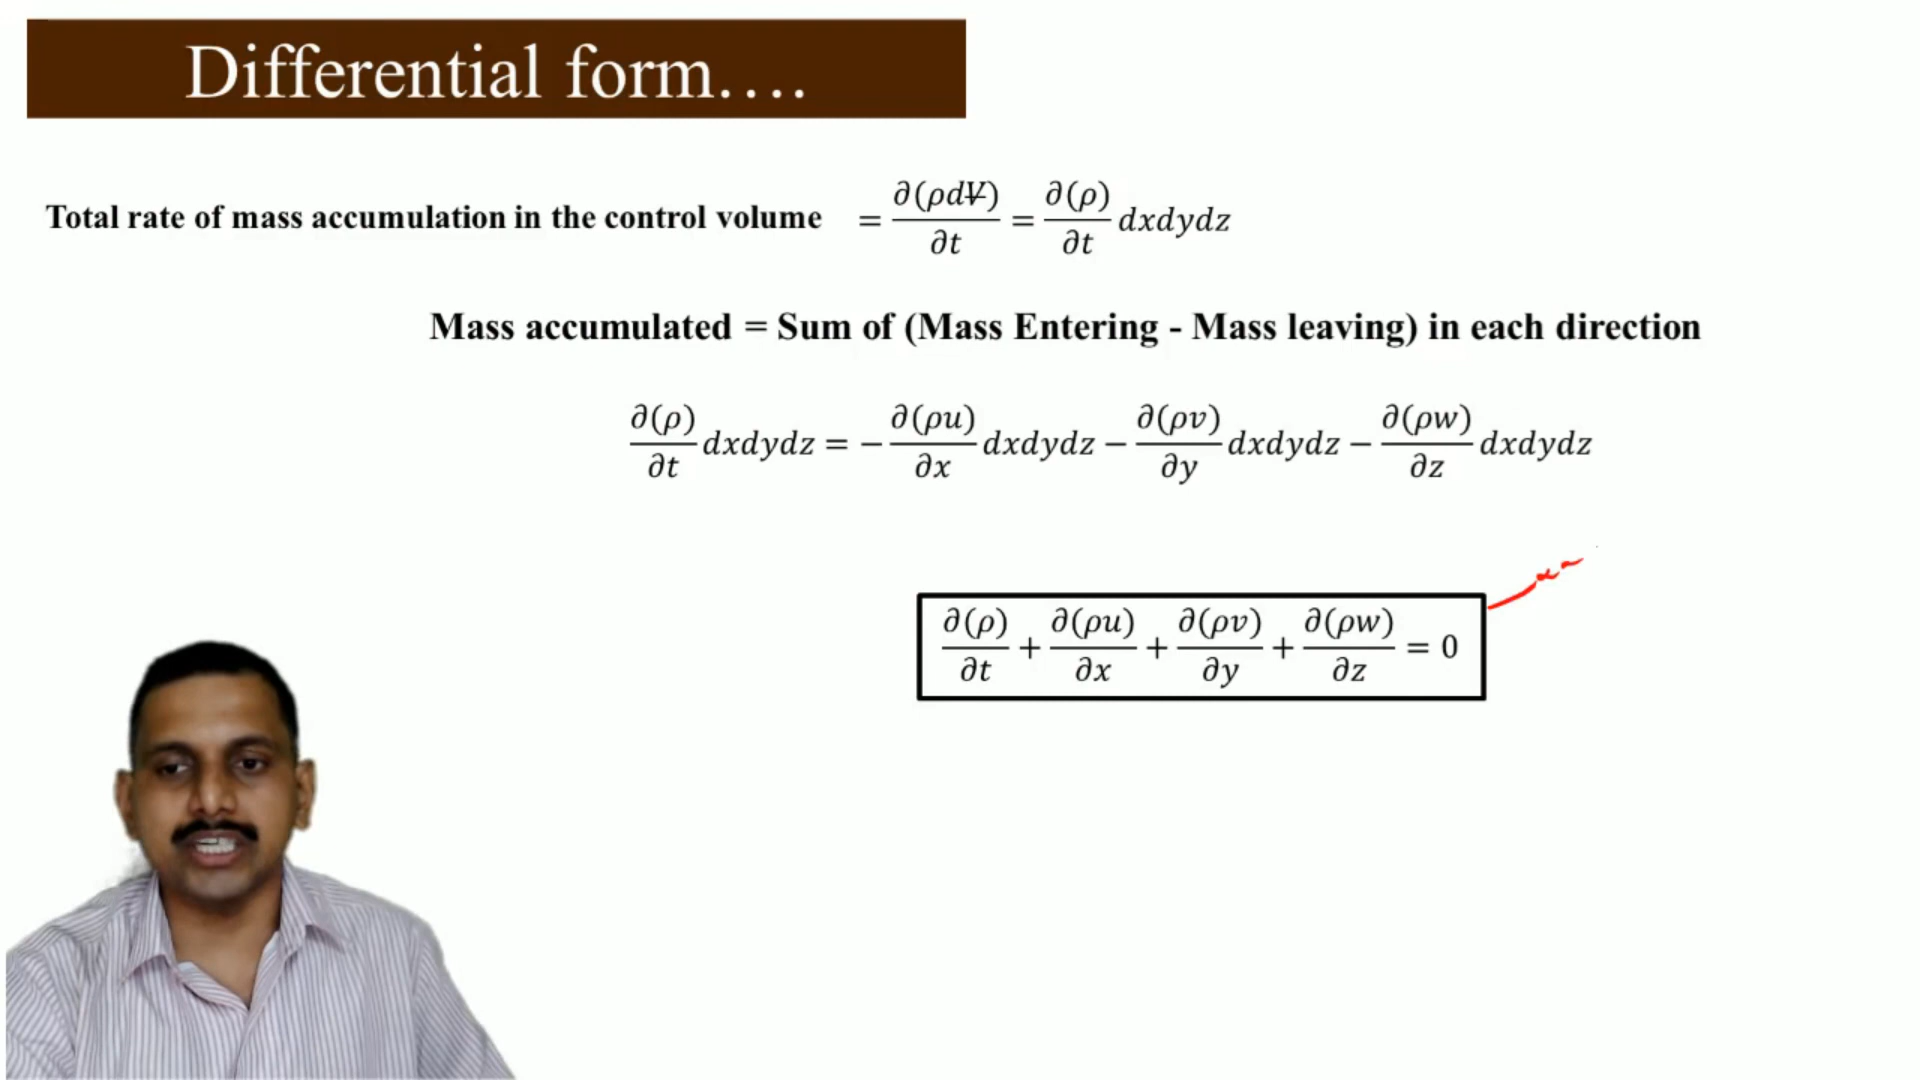 Differential form....
Total rate of mass accumulation in the control volume = ∂(ρdV̶)/∂t = ∂(ρ)/∂t dxdydz
Mass accumulated = Sum of (Mass Entering - Mass leaving) in each direction
∂(ρ)/∂t dxdydz = − ∂(ρu)/∂x dxdydz − ∂(ρv)/∂y dxdydz − ∂(ρw)/∂z dxdydz
∂(ρ)/∂t + ∂(ρu)/∂x + ∂(ρv)/∂y + ∂(ρw)/∂z = 0